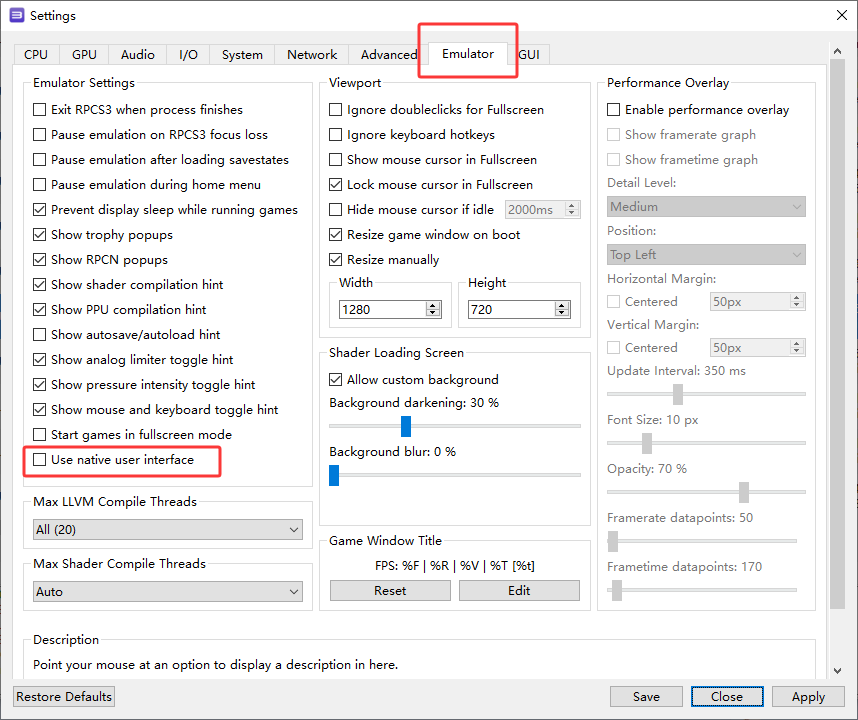 Settings
CPU
GPU
Audio
I/O
System
Network
Advanced
Emulator
GUI
Emulator Settings
Exit RPCS3 when process finishes
Pause emulation on RPCS3 focus loss
Pause emulation after loading savestates
Pause emulation during home menu
Prevent display sleep while running games
Show trophy popups
Show RPCN popups
Show shader compilation hint
Show PPU compilation hint
Show autosave/autoload hint
Show analog limiter toggle hint
Show pressure intensity toggle hint
Show mouse and keyboard toggle hint
Start games in fullscreen mode
Use native user interface
Max LLVM Compile Threads
All (20)
Max Shader Compile Threads
Auto
Viewport
Ignore doubleclicks for Fullscreen
Ignore keyboard hotkeys
Show mouse cursor in Fullscreen
Lock mouse cursor in Fullscreen
Hide mouse cursor if idle
2000ms
Resize game window on boot
Resize manually
Width
1280
Height
720
Shader Loading Screen
Allow custom background
Background darkening: 30 %
Background blur: 0 %
Game Window Title
FPS: %F | %R | %V | %T [%t]
Reset
Edit
Performance Overlay
Enable performance overlay
Show framerate graph
Show frametime graph
Detail Level:
Medium
Position:
Top Left
Horizontal Margin:
Centered
50px
Vertical Margin:
Centered
50px
Update Interval: 350 ms
Font Size: 10 px
Opacity: 70 %
Framerate datapoints: 50
Frametime datapoints: 170
Description
Point your mouse at an option to display a description in here.
Restore Defaults
Save
Close
Apply